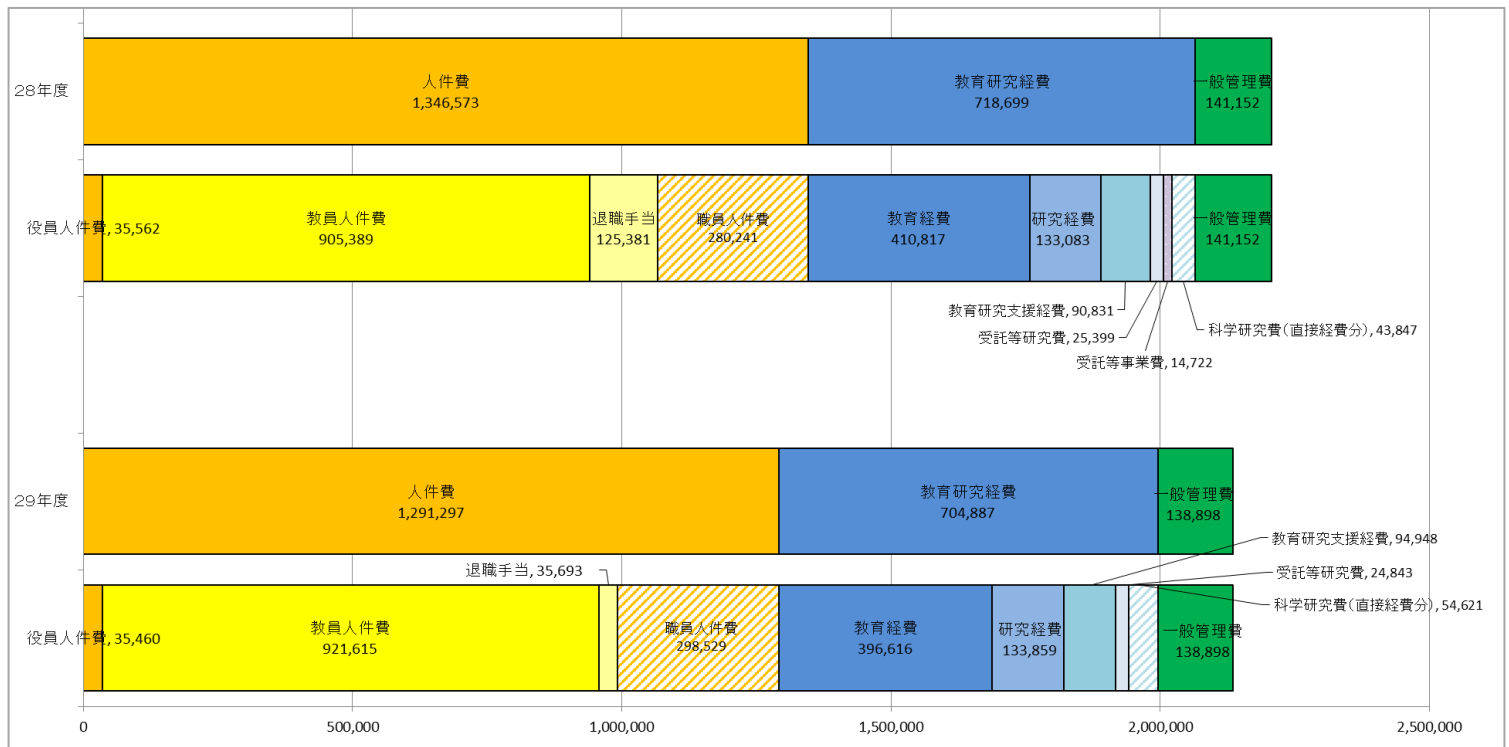 28年度
人件費
1,346,573
教育研究経費
718,699
一般管理費
141,152
役員人件費, 35,562
教員人件費
905,389
退職手当
125,381
職員人件費
280,241
教育経費
410,817
研究経費
133,083
一般管理費
141,152
教育研究支援経費, 90,831
受託等研究費, 25,399
受託等事業費, 14,722
科学研究費(直接経費分), 43,847
29年度
人件費
1,291,297
教育研究経費
704,887
一般管理費
138,898
教育研究支援経費, 94,948
受託等研究費, 24,843
科学研究費(直接経費分), 54,621
退職手当, 35,693
役員人件費, 35,460
教員人件費
921,615
職員人件費
298,529
教育経費
396,616
研究経費
133,859
一般管理費
138,898
0 500,000 1,000,000 1,500,000 2,000,000 2,500,000